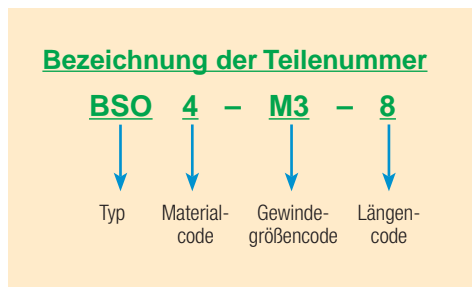 Bezeichnung der Teilenummer
BSO 4 – M3 – 8
Typ Material- Gewinde- Längen-
code größencode code